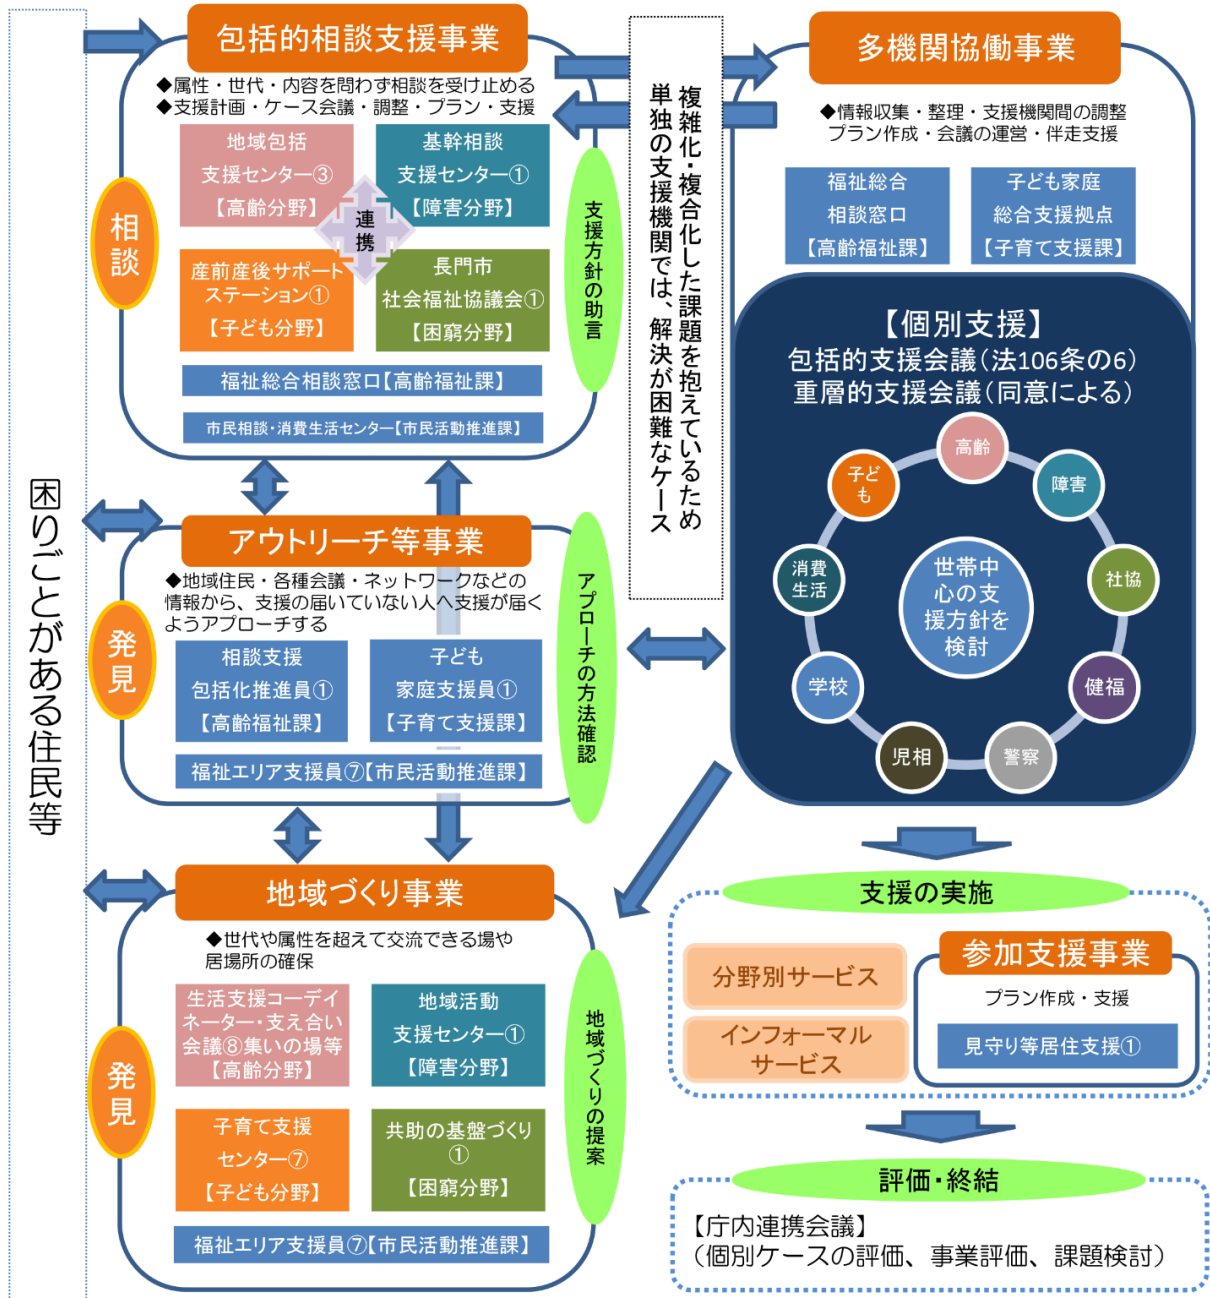 困りごとがある住民等
包括的相談支援事業
◆属性・世代・内容を問わず相談を受け止める
◆支援計画・ケース会議・調整・プラン・支援
相談
地域包括
支援センター③
【高齢分野】
基幹相談
支援センター①
【障害分野】
連携
産前産後サポート
ステーション①
【子ども分野】
長門市
社会福祉協議会①
【困窮分野】
福祉総合相談窓口【高齢福祉課】
市民相談・消費生活センター【市民活動推進課】
支援方針の助言
アウトリーチ等事業
◆地域住民・各種会議・ネットワークなどの
情報から、支援の届いていない人へ支援が届く
ようアプローチする
発見
相談支援
包括化推進員①
【高齢福祉課】
子ども
家庭支援員①
【子育て支援課】
福祉エリア支援員⑦【市民活動推進課】
アプローチの方法確認
地域づくり事業
◆世代や属性を超えて交流できる場や
居場所の確保
発見
生活支援コーデイ
ネーター・支え合い
会議⑧集いの場等
【高齢分野】
地域活動
支援センター①
【障害分野】
子育て支援
センター⑦
【子ども分野】
共助の基盤づくり
①
【困窮分野】
福祉エリア支援員⑦【市民活動推進課】
地域づくりの提案
複雑化・複合化した課題を抱えているため
単独の支援機関では、解決が困難なケース
多機関協働事業
◆情報収集・整理・支援機関間の調整
プラン作成・会議の運営・伴走支援
福祉総合
相談窓口
【高齢福祉課】
子ども家庭
総合支援拠点
【子育て支援課】
【個別支援】
包括的支援会議（法106条の6）
重層的支援会議（同意による）
高齢
障害
社協
健福
警察
児相
学校
消費
生活
子ど
も
世帯中
心の支
援方針を
検討
支援の実施
分野別サービス
インフォーマル
サービス
参加支援事業
プラン作成・支援
見守り等居住支援①
評価・終結
【庁内連携会議】
（個別ケースの評価、事業評価、課題検討）